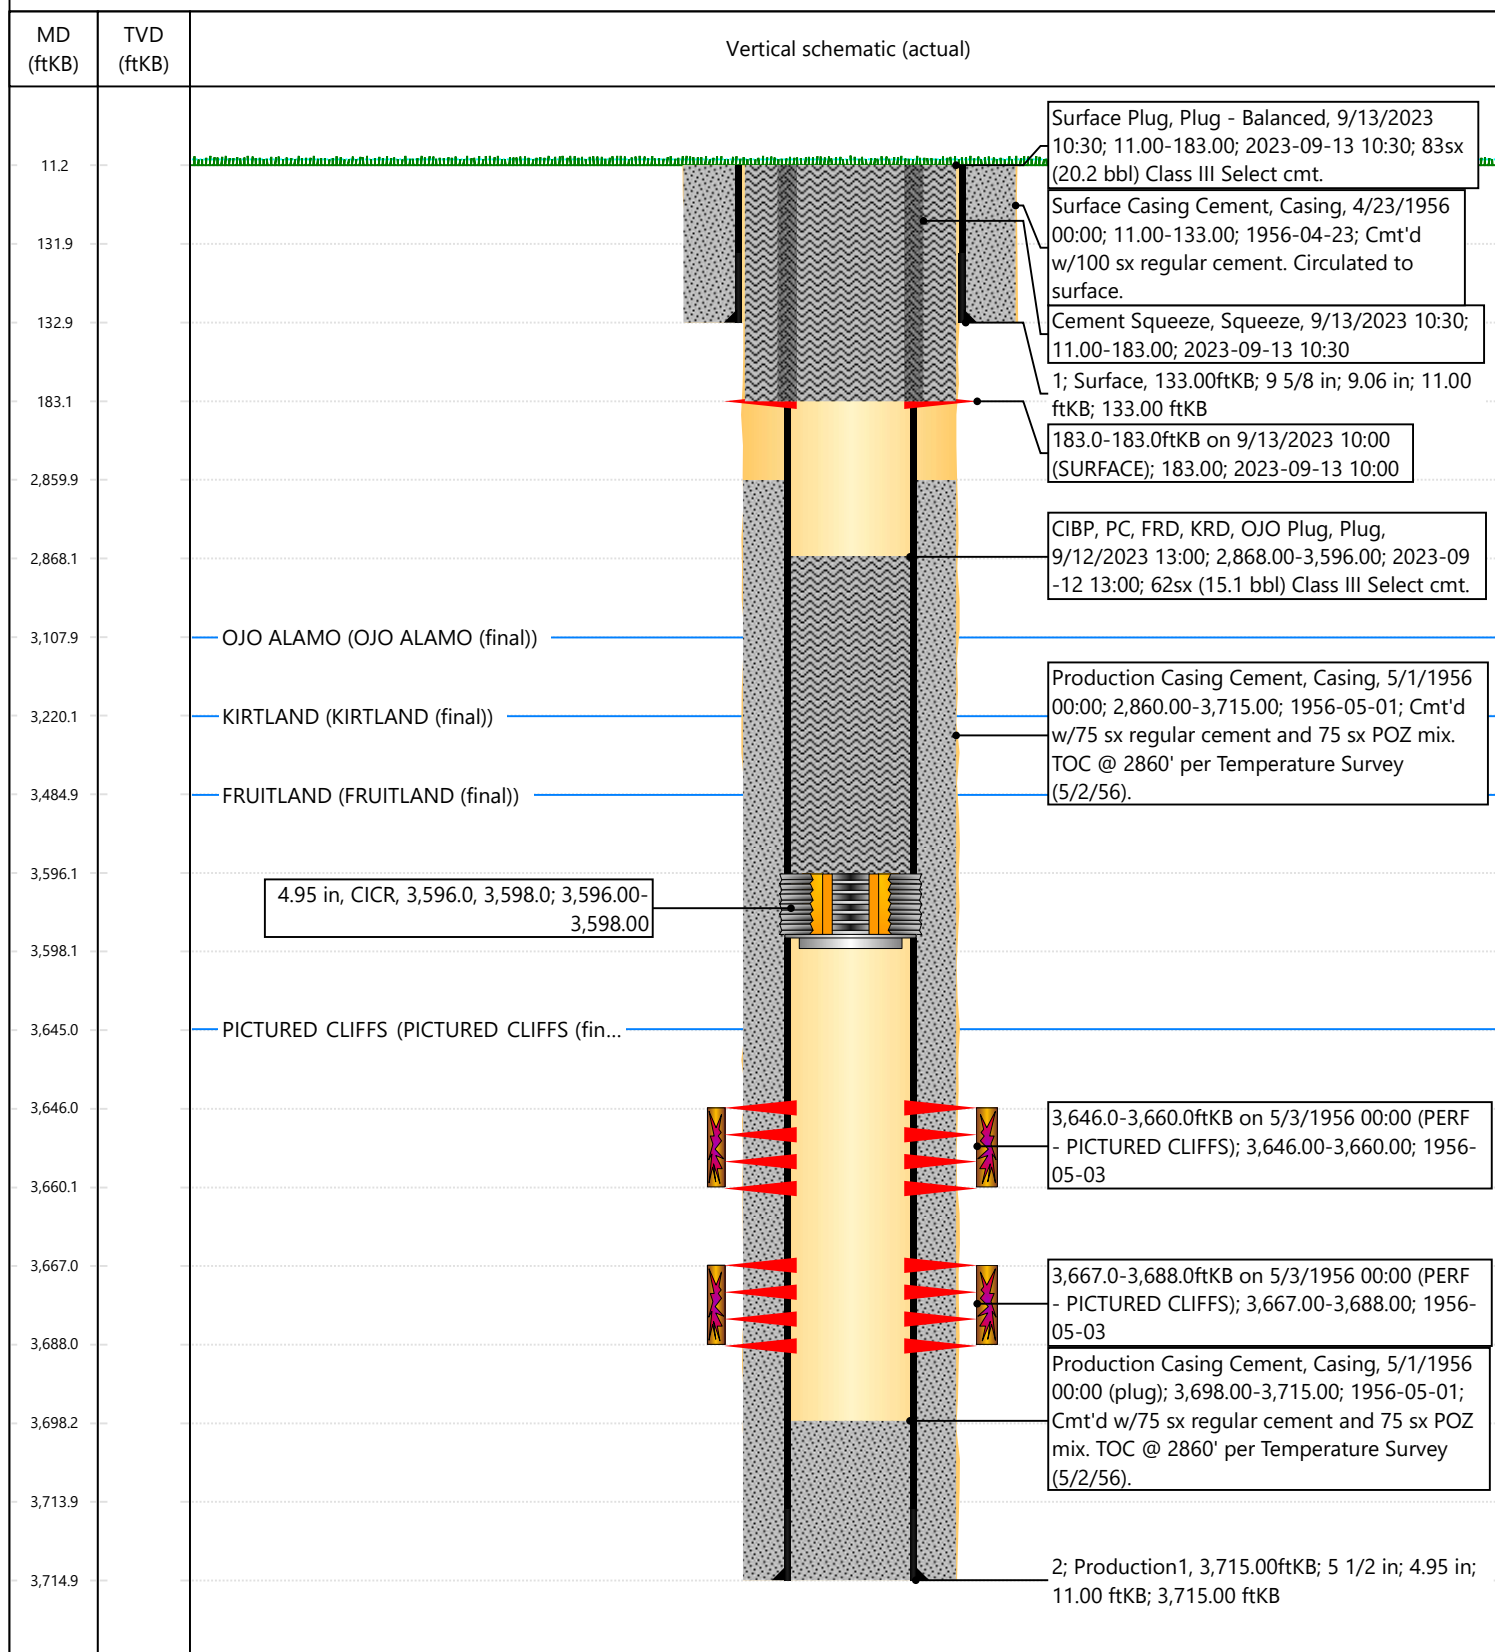 MD
(ftKB)
TVD
(ftKB)
Vertical schematic (actual)
11.2
131.9
132.9
183.1
2,859.9
2,868.1
3,107.9
3,220.1
3,484.9
3,596.1
3,598.1
3,645.0
3,646.0
3,660.1
3,667.0
3,688.0
3,698.2
3,713.9
3,714.9
OJO ALAMO (OJO ALAMO (final))
KIRTLAND (KIRTLAND (final))
FRUITLAND (FRUITLAND (final))
4.95 in, CICR, 3,596.0, 3,598.0; 3,596.00-
3,598.00
PICTURED CLIFFS (PICTURED CLIFFS (fin...
Surface Plug, Plug - Balanced, 9/13/2023
10:30; 11.00-183.00; 2023-09-13 10:30; 83sx
(20.2 bbl) Class III Select cmt.
Surface Casing Cement, Casing, 4/23/1956
00:00; 11.00-133.00; 1956-04-23; Cmt'd
w/100 sx regular cement. Circulated to
surface.
Cement Squeeze, Squeeze, 9/13/2023 10:30;
11.00-183.00; 2023-09-13 10:30
1; Surface, 133.00ftKB; 9 5/8 in; 9.06 in; 11.00
ftKB; 133.00 ftKB
183.0-183.0ftKB on 9/13/2023 10:00
(SURFACE); 183.00; 2023-09-13 10:00
CIBP, PC, FRD, KRD, OJO Plug, Plug,
9/12/2023 13:00; 2,868.00-3,596.00; 2023-09
-12 13:00; 62sx (15.1 bbl) Class III Select cmt.
Production Casing Cement, Casing, 5/1/1956
00:00; 2,860.00-3,715.00; 1956-05-01; Cmt'd
w/75 sx regular cement and 75 sx POZ mix.
TOC @ 2860' per Temperature Survey
(5/2/56).
3,646.0-3,660.0ftKB on 5/3/1956 00:00 (PERF
- PICTURED CLIFFS); 3,646.00-3,660.00; 1956-
05-03
3,667.0-3,688.0ftKB on 5/3/1956 00:00 (PERF
- PICTURED CLIFFS); 3,667.00-3,688.00; 1956-
05-03
Production Casing Cement, Casing, 5/1/1956
00:00 (plug); 3,698.00-3,715.00; 1956-05-01;
Cmt'd w/75 sx regular cement and 75 sx POZ
mix. TOC @ 2860' per Temperature Survey
(5/2/56).
2; Production1, 3,715.00ftKB; 5 1/2 in; 4.95 in;
11.00 ftKB; 3,715.00 ftKB